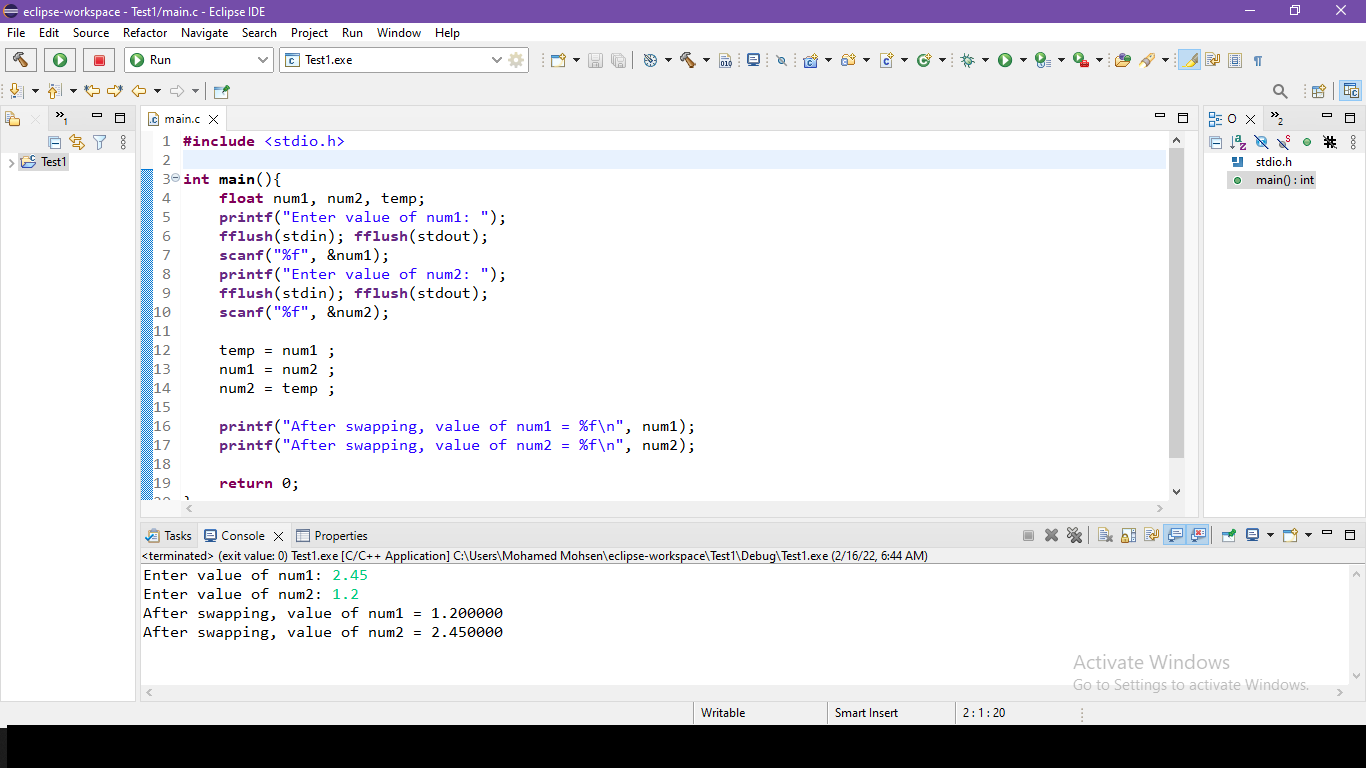 eclipse-workspace - Test1/main.c - Eclipse IDE
File Edit Source Refactor Navigate Search Project Run Window Help
Run Test1.exe
main.c
Test1
1 #include <stdio.h>
2
3 int main(){
4 float num1, num2, temp;
5 printf("Enter value of num1: ");
6 fflush(stdin); fflush(stdout);
7 scanf("%f", &num1);
8 printf("Enter value of num2: ");
9 fflush(stdin); fflush(stdout);
10 scanf("%f", &num2);
11
12 temp = num1 ;
13 num1 = num2 ;
14 num2 = temp ;
15
16 printf("After swapping, value of num1 = %f\n", num1);
17 printf("After swapping, value of num2 = %f\n", num2);
18
19 return 0;
O
stdio.h
main() : int
Tasks Console Properties
<terminated> (exit value: 0) Test1.exe [C/C++ Application] C:\Users\Mohamed Mohsen\eclipse-workspace\Test1\Debug\Test1.exe (2/16/22, 6:44 AM)
Enter value of num1: 2.45
Enter value of num2: 1.2
After swapping, value of num1 = 1.200000
After swapping, value of num2 = 2.450000
Activate Windows
Go to Settings to activate Windows.
Writable Smart Insert 2 : 1 : 20